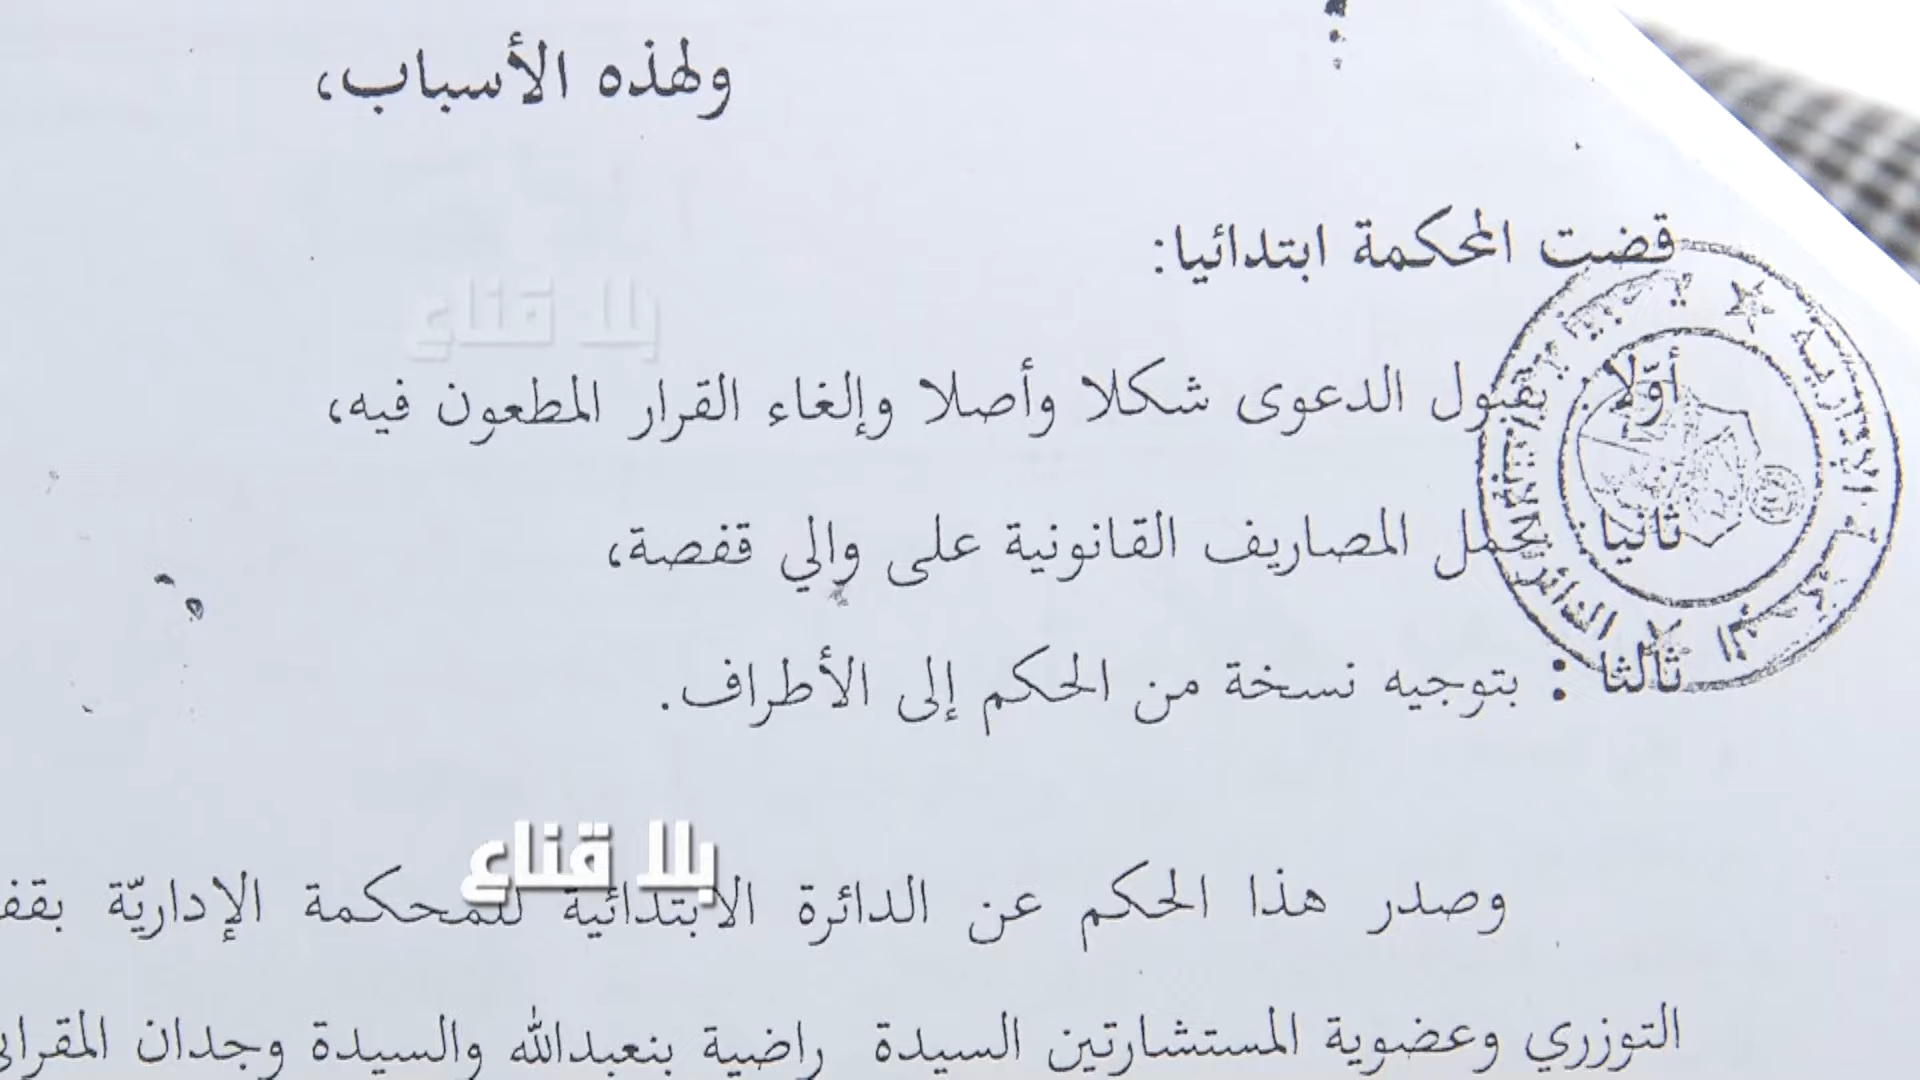 ولهذه الأسباب،
قضت المحكمة ابتدائيا:
بلا قناع
أوّلا: بقبول الدعوى شكلا وأصلا وإلغاء القرار المطعون فيه،
ثانيا: بحمل المصاريف القانونية على والي قفصة،
ثالثا : بتوجيه نسخة من الحكم إلى الأطراف.
بلا قناع
وصدر هذا الحكم عن الدائرة الابتدائية للمحكمة الإداريّة
التوزري وعضوية المستشارتين السيدة راضية بنعبدالله والسيدة وجدان